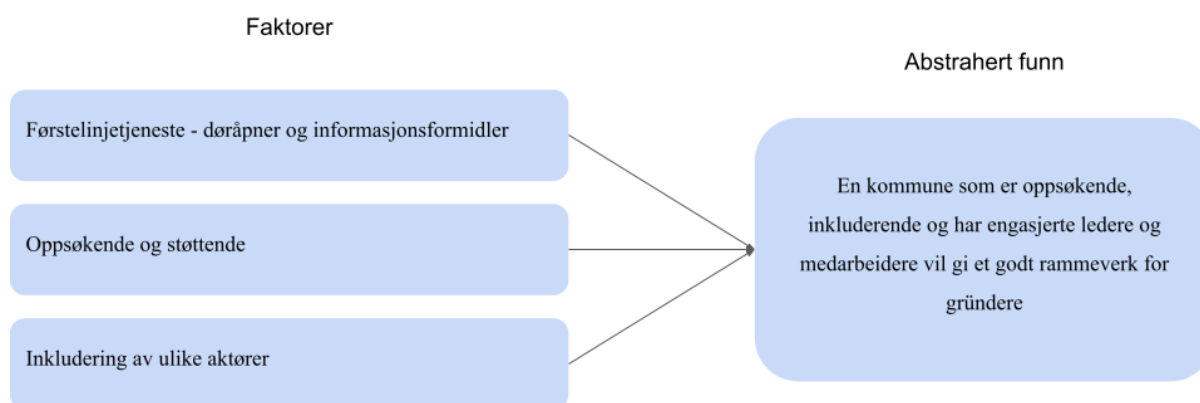 Faktorer
Abstrahert funn
Førstelinjetjeneste - døråpner og informasjonsformidler
Oppsøkende og støttende
Inkludering av ulike aktører
En kommune som er oppsøkende,
inkluderende og har engasjerte ledere og
medarbeidere vil gi et godt rammeverk for
gründere